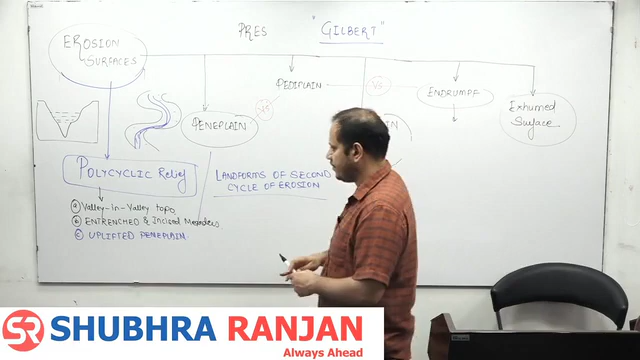 PRES "GILBERT"
EROSION
SURFACES
PEDIPLAIN
Vs
ENDRUMPF
PENEPLAIN
Vs
IN
Exhumed
Surface
POLYCYCLIC Relief
LANDFORMS OF SECOND
CYCLE OF EROSION
(a) Valley-in-Valley topo
(b) ENTRENCHED & Incised Meanders
(c) UPLIFTED PENEPLAIN
SR SHUBHRA RANJAN
Always Ahead